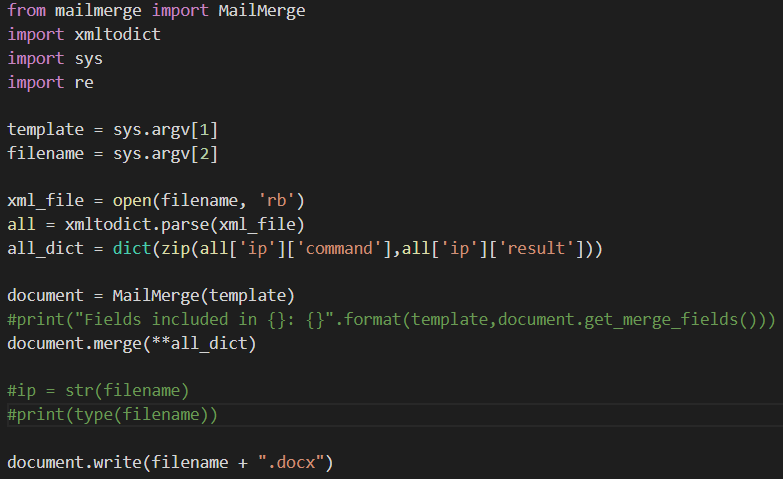 from mailmerge import MailMerge
import xmltodict
import sys
import re
template = sys.argv[1]
filename = sys.argv[2]
xml_file = open(filename, 'rb')
all = xmltodict.parse(xml_file)
all_dict = dict(zip(all['ip']['command'],all['ip']['result']))
document = MailMerge(template)
#print("Fields included in {}: {}".format(template,document.get_merge_fields()))
document.merge(**all_dict)
#ip = str(filename)
#print(type(filename))
document.write(filename + ".docx")